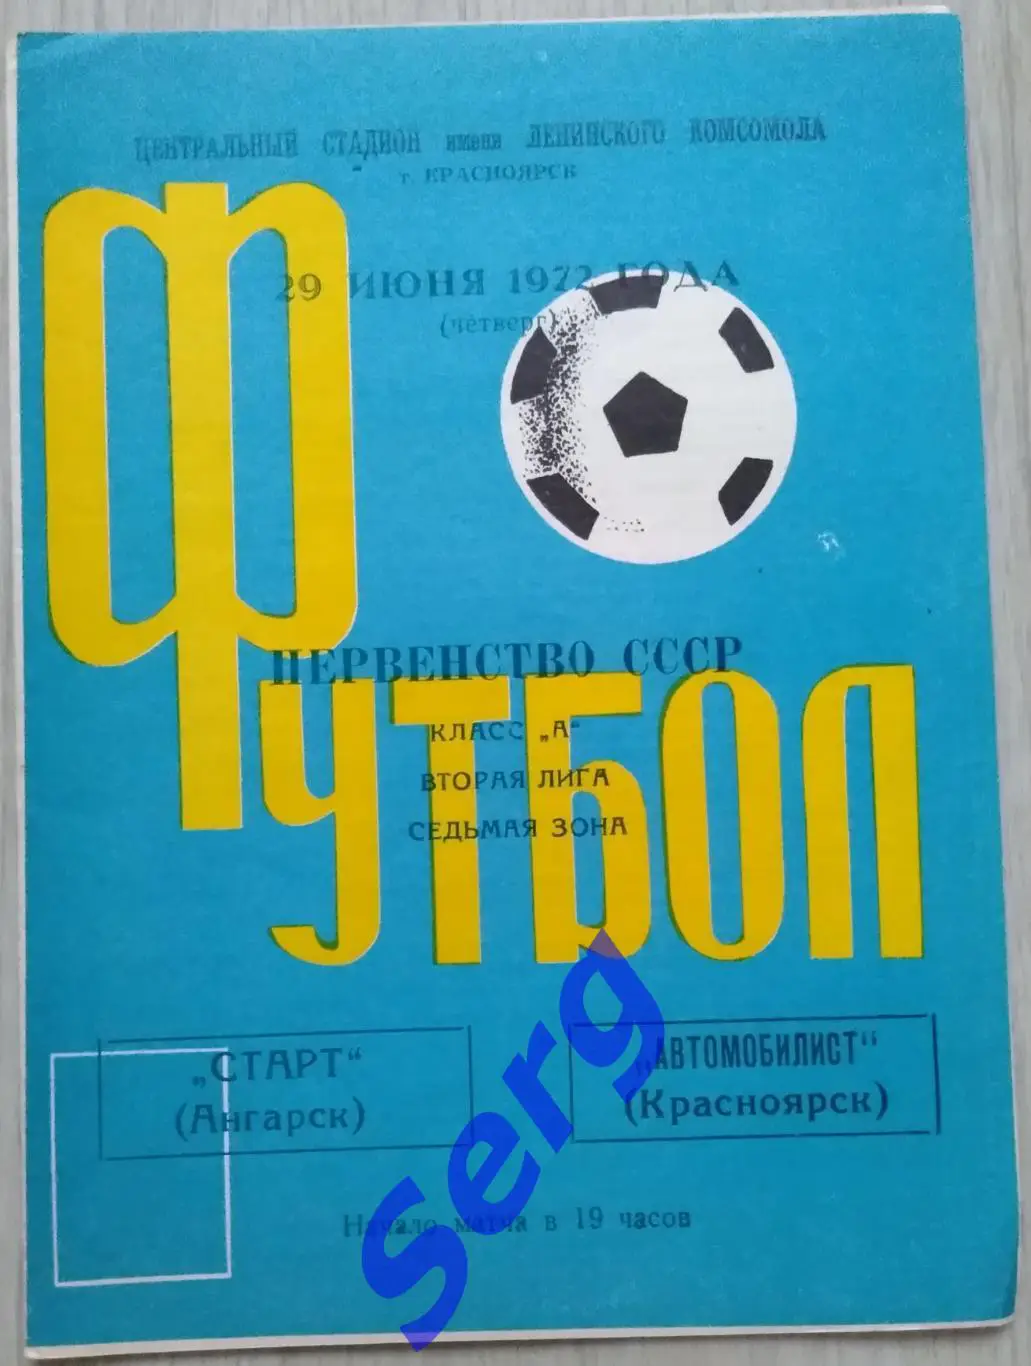 ЦЕНТРАЛЬНЫЙ СТАДИОН имени ЛЕНИНСКОГО КОМСОМОЛА
г. КРАСНОЯРСК
29 ИЮНЯ 1972 ГОДА
(четверг)
ФУТБОЛ
ПЕРВЕНСТВО СССР
КЛАСС „А"
ВТОРАЯ ЛИГА
СЕДЬМАЯ ЗОНА
„СТАРТ“
(Ангарск)
„АВТОМОБИЛИСТ“
(Красноярск)
Начало матча в 19 часов
Serg